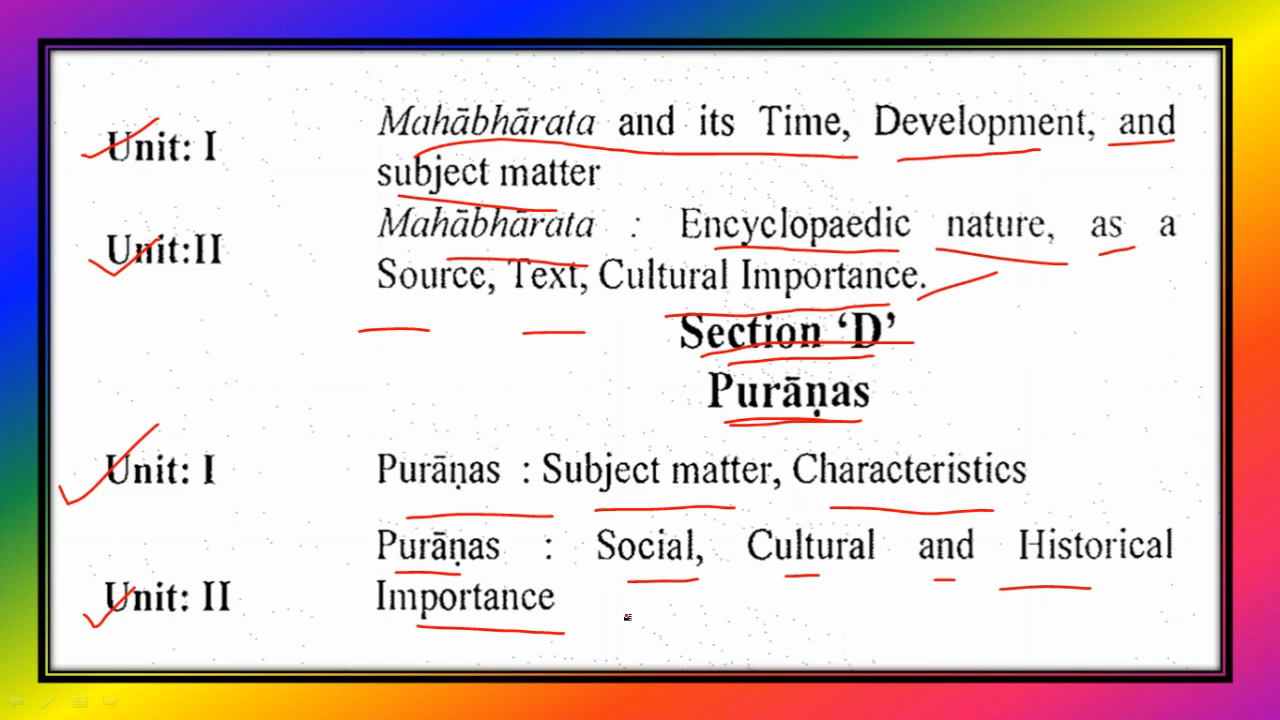 Unit: I Mahābhārata and its Time, Development, and
subject matter
Unit:II Mahābhārata : Encyclopaedic nature, as a
Source, Text, Cultural Importance.
Section ‘D’
Purāṇas
Unit: I Purāṇas : Subject matter, Characteristics
Purāṇas : Social, Cultural and Historical
Unit: II Importance